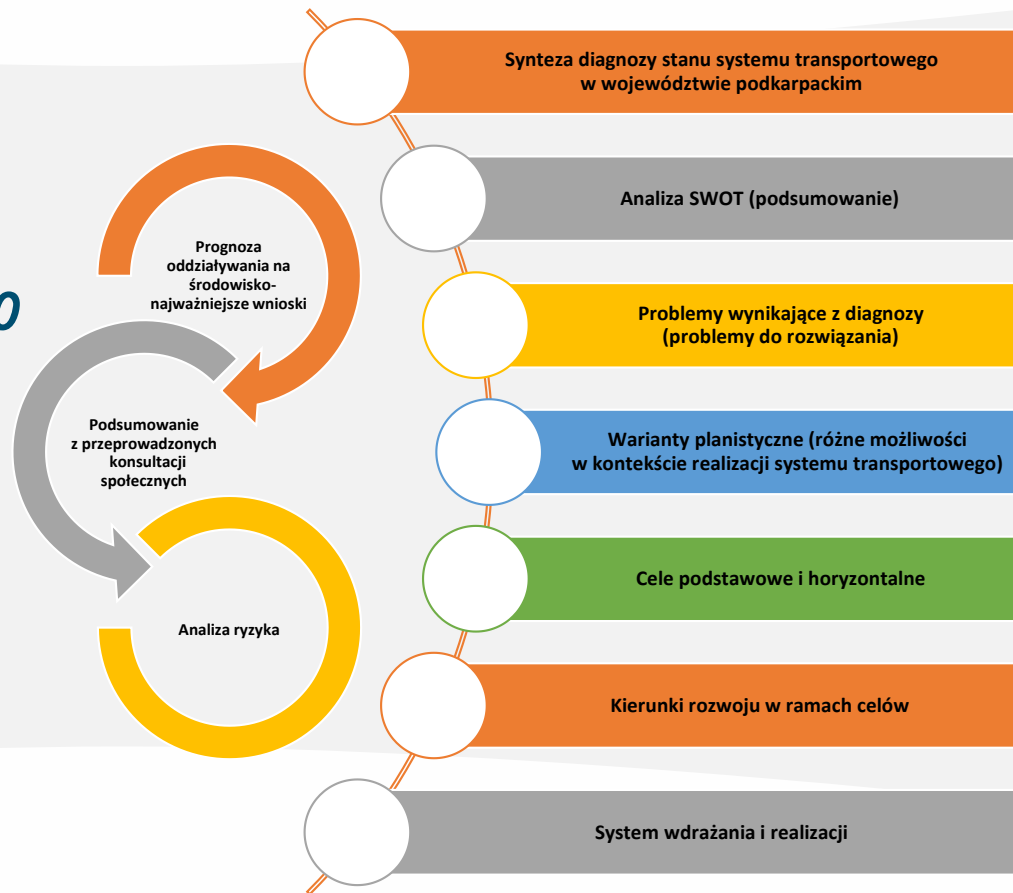 Synteza diagnozy stanu systemu transportowego
w województwie podkarpackim
Analiza SWOT (podsumowanie)
Problemy wynikające z diagnozy
(problemy do rozwiązania)
Warianty planistyczne (różne możliwości
w kontekście realizacji systemu transportowego)
Cele podstawowe i horyzontalne
Kierunki rozwoju w ramach celów
System wdrażania i realizacji
Prognoza
oddziaływania na
środowisko-
najważniejsze wnioski
0
Podsumowanie
z przeprowadzonych
konsultacji
społecznych
Analiza ryzyka